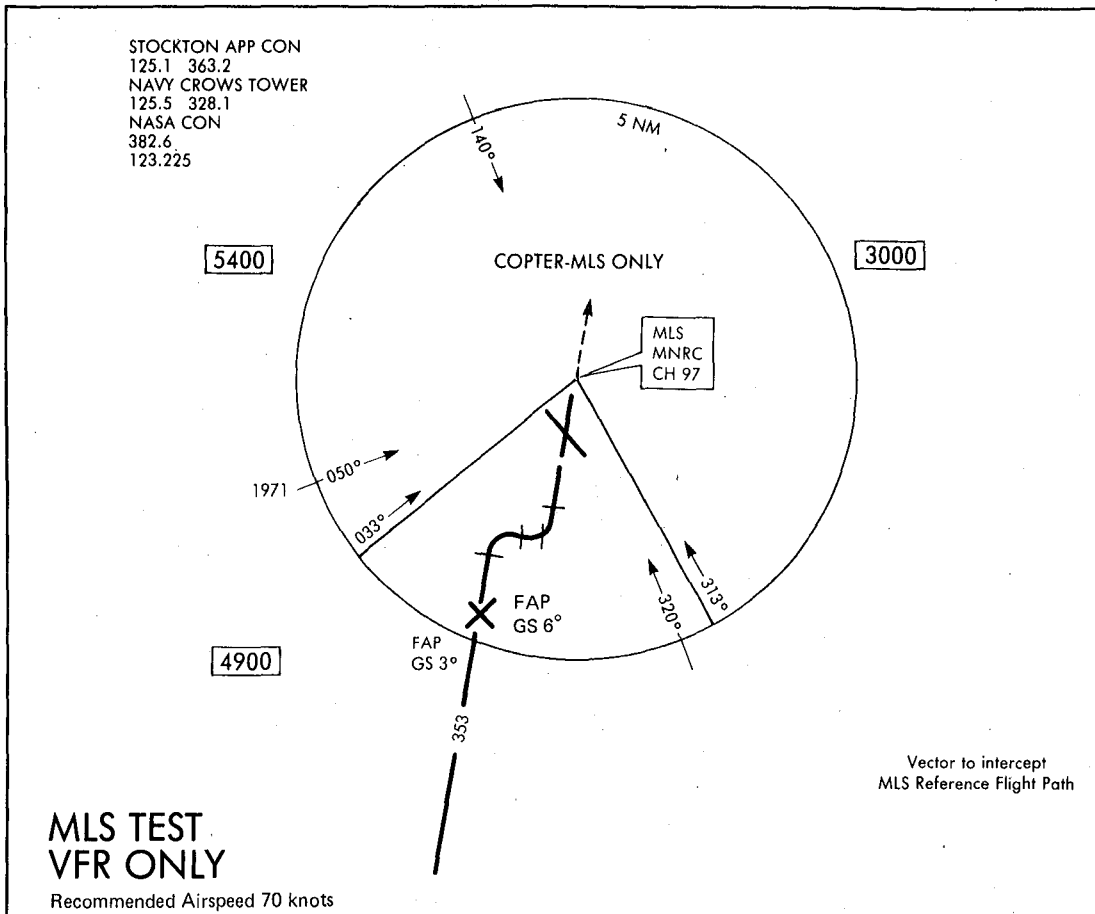 STOCKTON APP CON
125.1 363.2
NAVY CROWS TOWER
125.5 328.1
NASA CON
382.6
123.225
5 NM
140°
5400
3000
COPTER-MLS ONLY
MLS
MNRC
CH 97
1971
050°
033°
313°
320°
FAP
GS 6°
FAP
GS 3°
4900
353
Vector to intercept
MLS Reference Flight Path
MLS TEST
VFR ONLY
Recommended Airspeed 70 knots